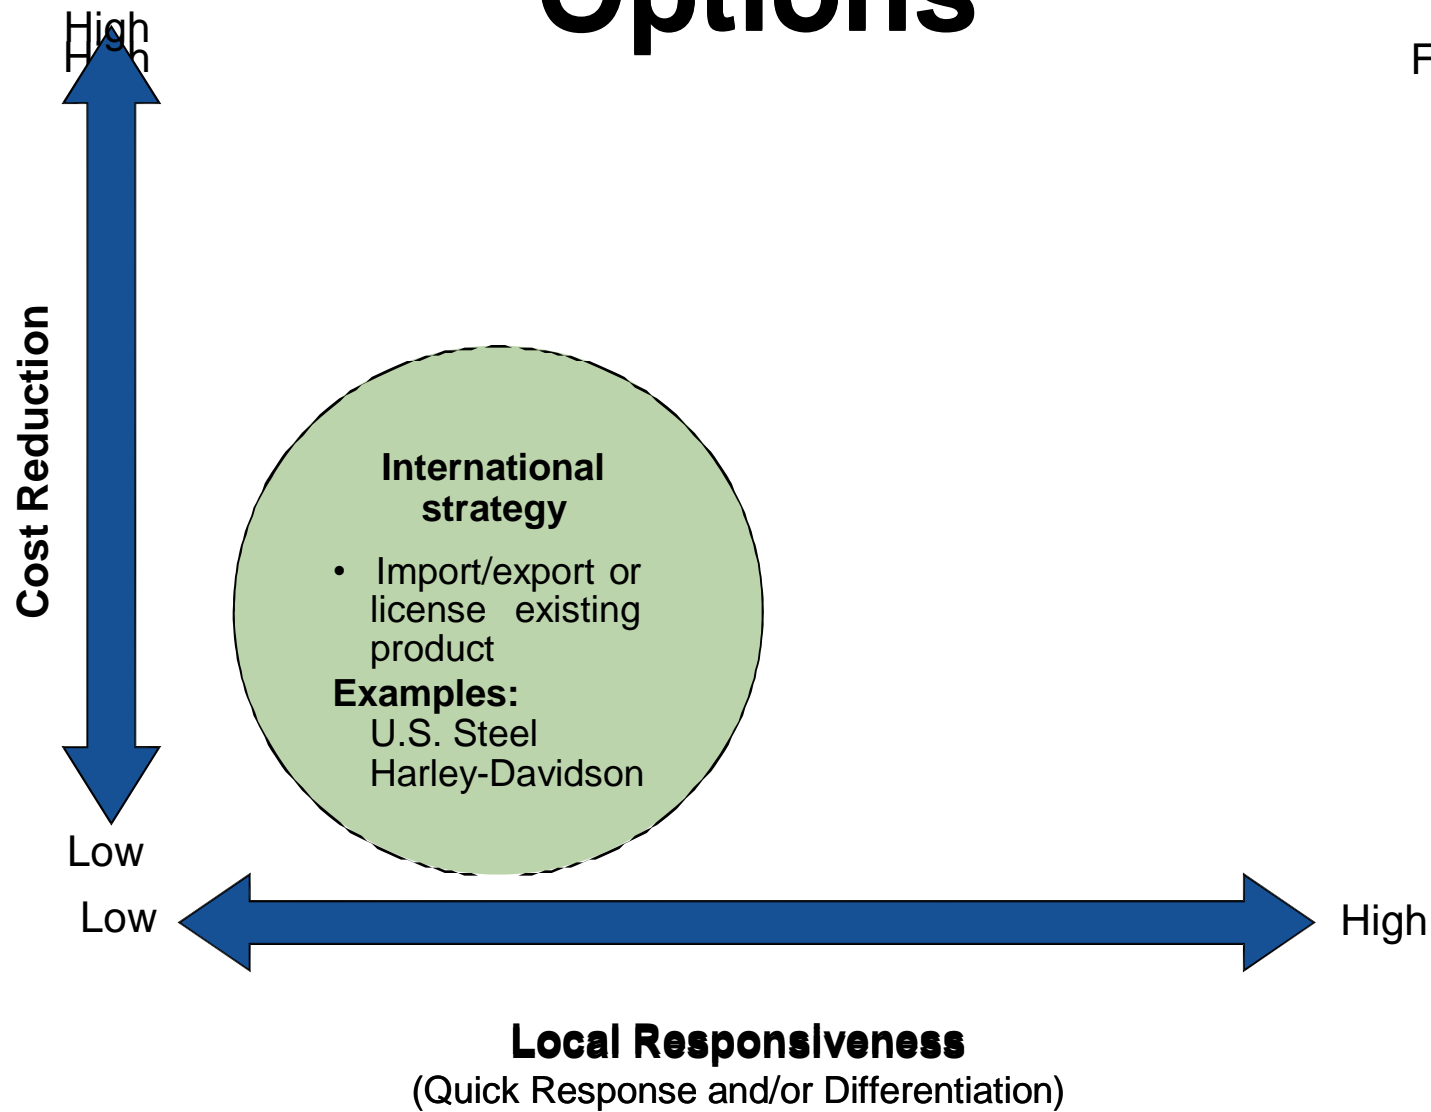 Options
High
High
F
Cost Reduction
International
strategy
• Import/export or
license existing
product
Examples:
U.S. Steel
Harley-Davidson
Low
Low
High
Local Responsiveness
(Quick Response and/or Differentiation)